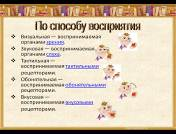 По способу восприятия
Визуальная — воспринимаемая
органами зрения.
Звуковая — воспринимаемая
органами слуха.
Тактильная —
воспринимаемая тактильными
рецепторами.
Обонятельная —
воспринимаемая обонятельными
рецепторами.
Вкусовая —
воспринимаемая вкусовыми
рецепторами.